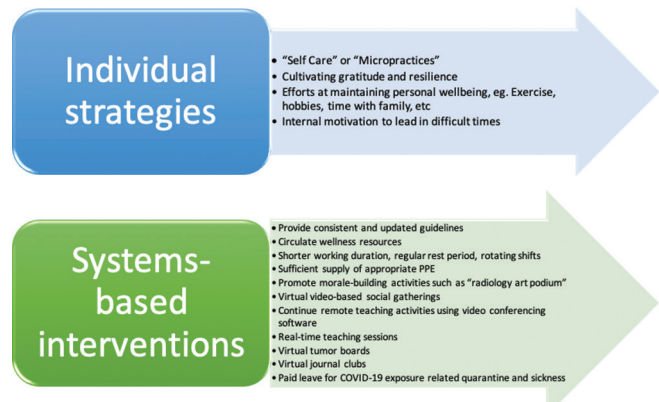 Individual
strategies
• "Self Care" or "Micropractices"
• Cultivating gratitude and resilience
• Efforts at maintaining personal wellbeing, eg. Exercise,
hobbies, time with family, etc
• Internal motivation to lead in difficult times
Systems-
based
interventions
• Provide consistent and updated guidelines
• Circulate wellness resources
• Shorter working duration, regular rest period, rotating shifts
• Sufficient supply of appropriate PPE
• Promote morale-building activities such as "radiology art podium"
• Virtual video-based social gatherings
• Continue remote teaching activities using video conferencing
software
• Real-time teaching sessions
• Virtual tumor boards
• Virtual journal clubs
• Paid leave for COVID-19 exposure related quarantine and sickness